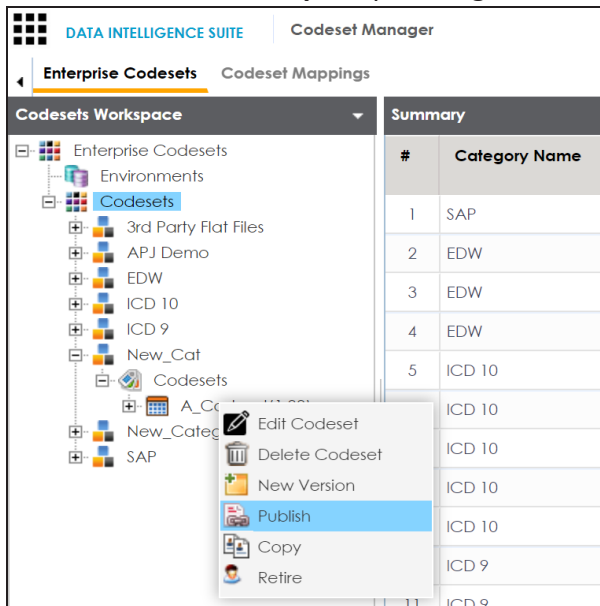 DATA INTELLIGENCE SUITE Codeset Manager
Enterprise Codesets Codeset Mappings
Codesets Workspace
Enterprise Codesets
Environments
Codesets
3rd Party Flat Files
APJ Demo
EDW
ICD 10
ICD 9
New_Cat
Codesets
New_Categ
SAP
Edit Codeset
Delete Codeset
New Version
Publish
Copy
Retire
Summary
# Category Name
1 SAP
2 EDW
3 EDW
4 EDW
5 ICD 10
ICD 10
ICD 10
ICD 10
ICD 10
ICD 9
11 ICD 9